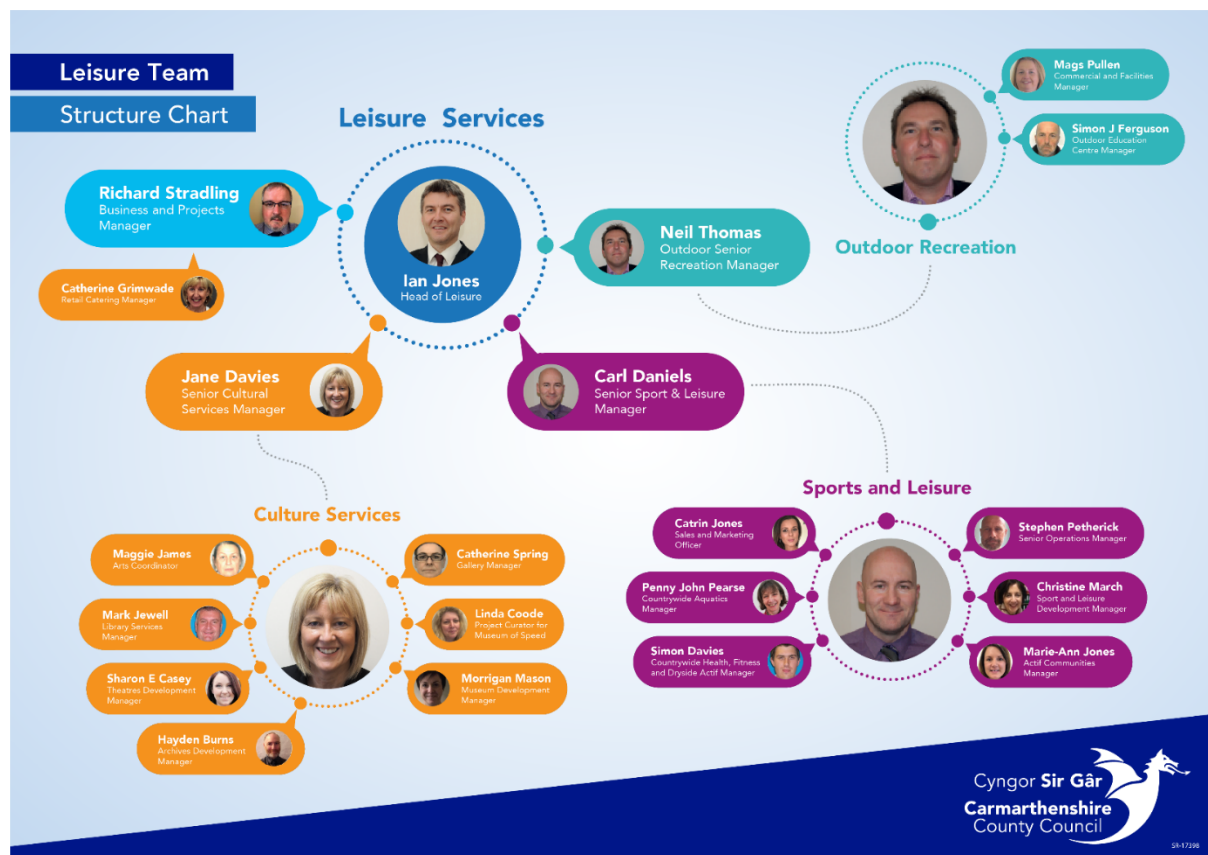 Leisure Team
Structure Chart
Leisure Services
Richard Stradling
Business and Projects
Manager
Catherine Grimwade
Retail Catering Manager
Ian Jones
Head of Leisure
Neil Thomas
Outdoor Senior
Recreation Manager
Jane Davies
Senior Cultural
Services Manager
Carl Daniels
Senior Sport & Leisure
Manager
Mags Pullen
Commercial and Facilities
Manager
Simon J Ferguson
Outdoor Education
Centre Manager
Outdoor Recreation
Culture Services
Maggie James
Arts Coordinator
Mark Jewell
Library Services
Manager
Sharon E Casey
Theatres Development
Manager
Hayden Burns
Archives Development
Manager
Catherine Spring
Gallery Manager
Linda Coode
Project Curator for
Museum of Speed
Morrigan Mason
Museum Development
Manager
Sports and Leisure
Catrin Jones
Sales and Marketing
Officer
Penny John Pearse
Countrywide Aquatics
Manager
Simon Davies
Countrywide Health, Fitness
and Dryside Actif Manager
Stephen Petherick
Senior Operations Manager
Christine March
Sport and Leisure
Development Manager
Marie-Ann Jones
Actif Communities
Manager
Cyngor Sir Gâr
Carmarthenshire
County Council
SR-17398